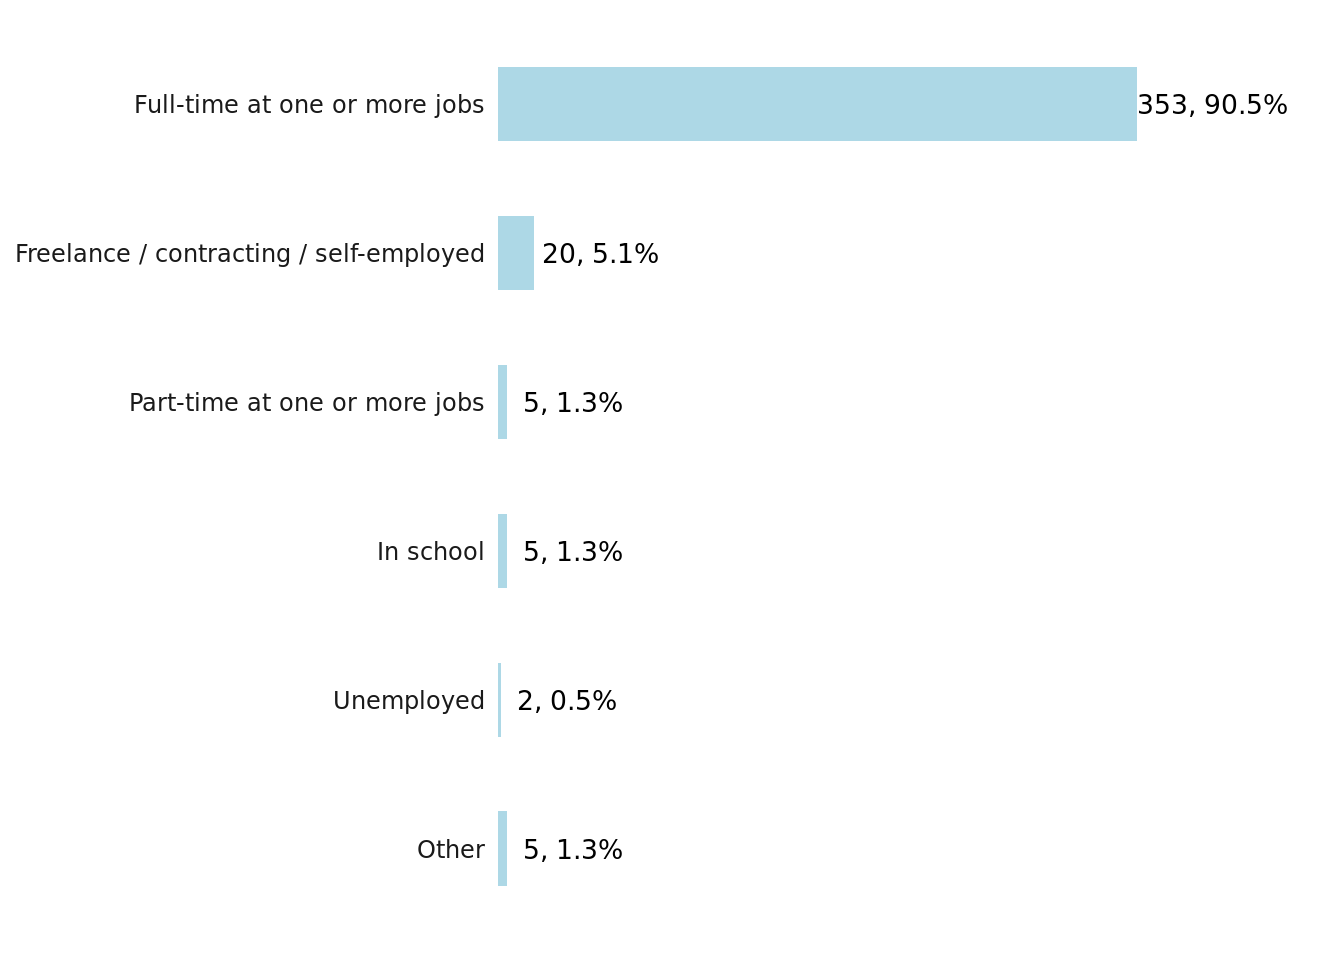 Full-time at one or more jobs 353, 90.5%
Freelance / contracting / self-employed 20, 5.1%
Part-time at one or more jobs 5, 1.3%
In school 5, 1.3%
Unemployed 2, 0.5%
Other 5, 1.3%